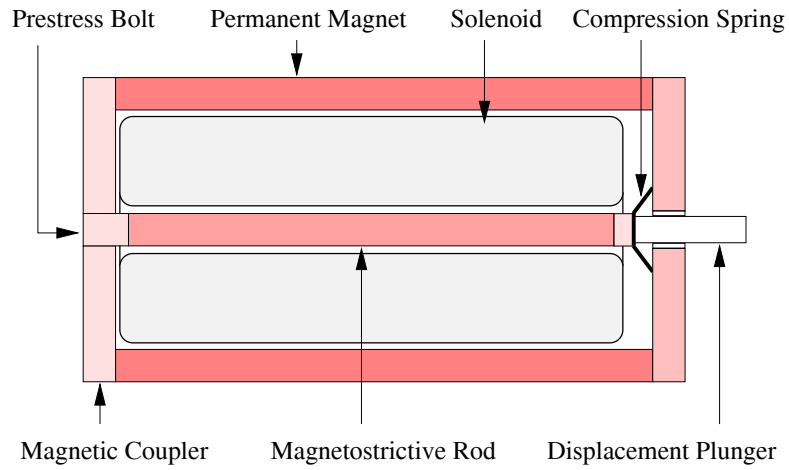 Prestress Bolt
Permanent Magnet
Solenoid
Compression Spring
Magnetic Coupler
Magnetostrictive Rod
Displacement Plunger